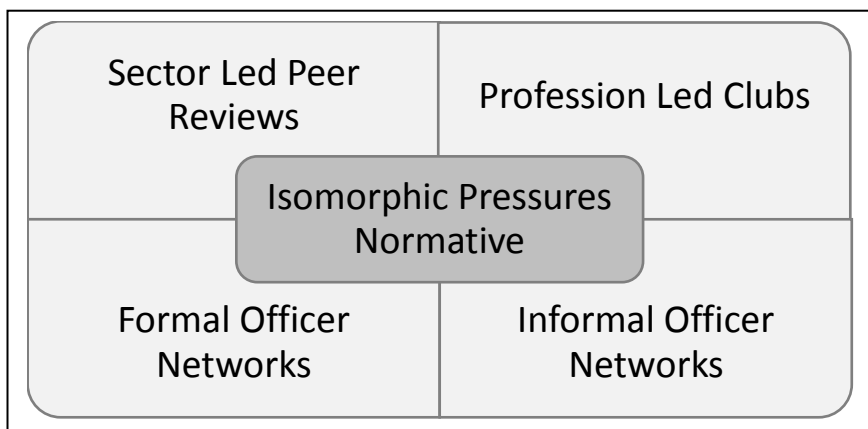 Sector Led Peer
Reviews
Profession Led Clubs
Isomorphic Pressures
Normative
Formal Officer
Networks
Informal Officer
Networks